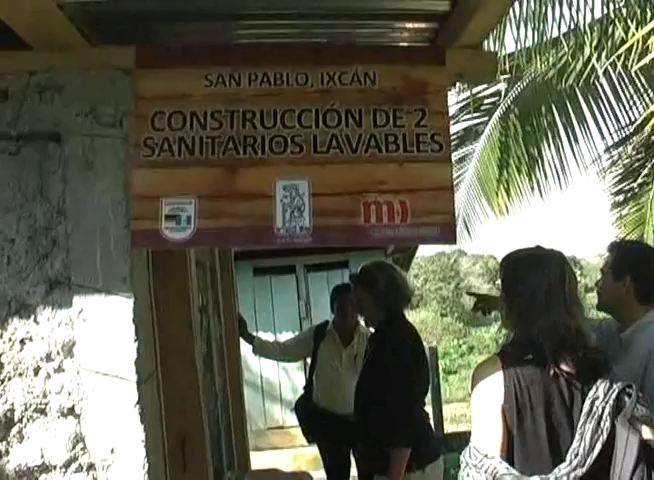 SAN PABLO, IXCÁN
CONSTRUCCIÓN DE 2
SANITARIOS LAVABLES